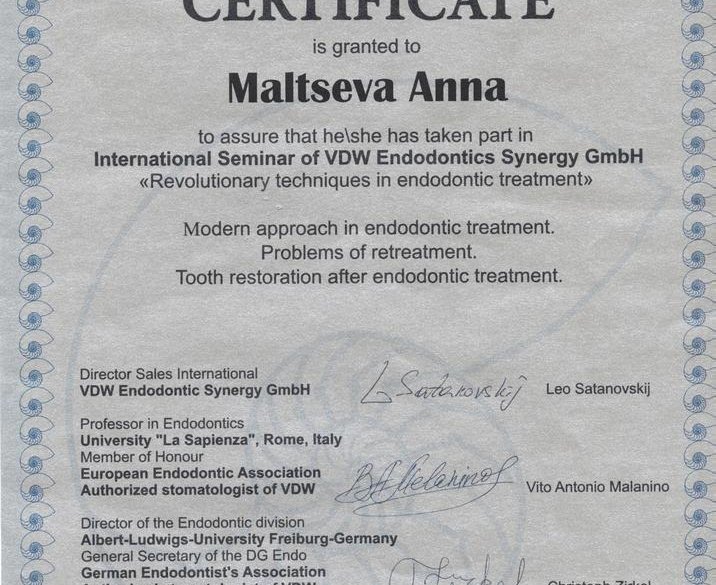 CERTIFICATE
is granted to
Maltseva Anna
to assure that he\she has taken part in
International Seminar of VDW Endodontics Synergy GmbH
«Revolutionary techniques in endodontic treatment»
Modern approach in endodontic treatment.
Problems of retreatment.
Tooth restoration after endodontic treatment.
Director Sales International
VDW Endodontic Synergy GmbH
L Satanovskij Leo Satanovskij
Professor in Endodontics
University "La Sapienza", Rome, Italy
Member of Honour
European Endodontic Association
Authorized stomatologist of VDW
Vito Antonio Malanino
Director of the Endodontic division
Albert-Ludwigs-University Freiburg-Germany
General Secretary of the DG Endo
German Endodontist's Association
Christoph Zirkel